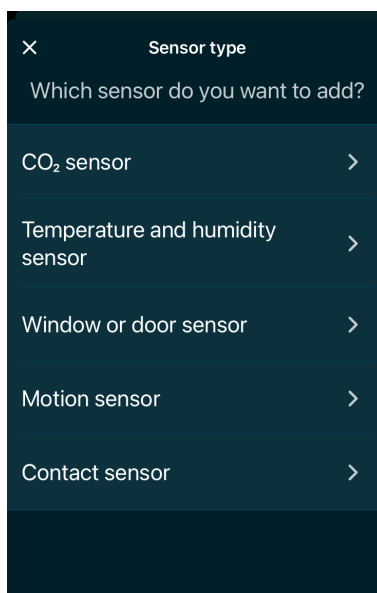 Sensor type
Which sensor do you want to add?
CO₂ sensor
Temperature and humidity
sensor
Window or door sensor
Motion sensor
Contact sensor